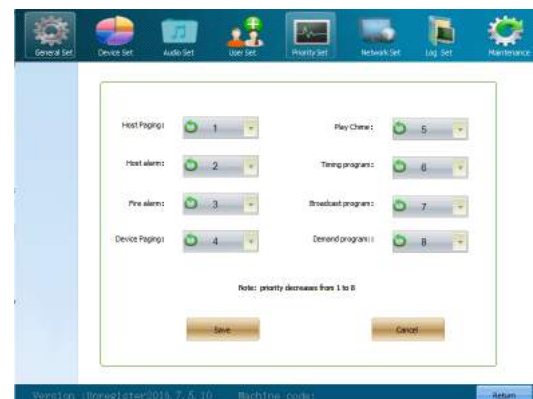 General Set Device Set Audio Set User Set Priority Set Network Set Log Set Maintenance
Host Paging: 1 Play Chime: 5
Host alarm: 2 Timing program: 6
Fire alarm: 3 Broadcast program: 7
Device Paging: 4 Demand program: 8
Note: priority decreases from 1 to 8
Save Cancel
Version :Unregister2016.7.5.10 Machine code: Return